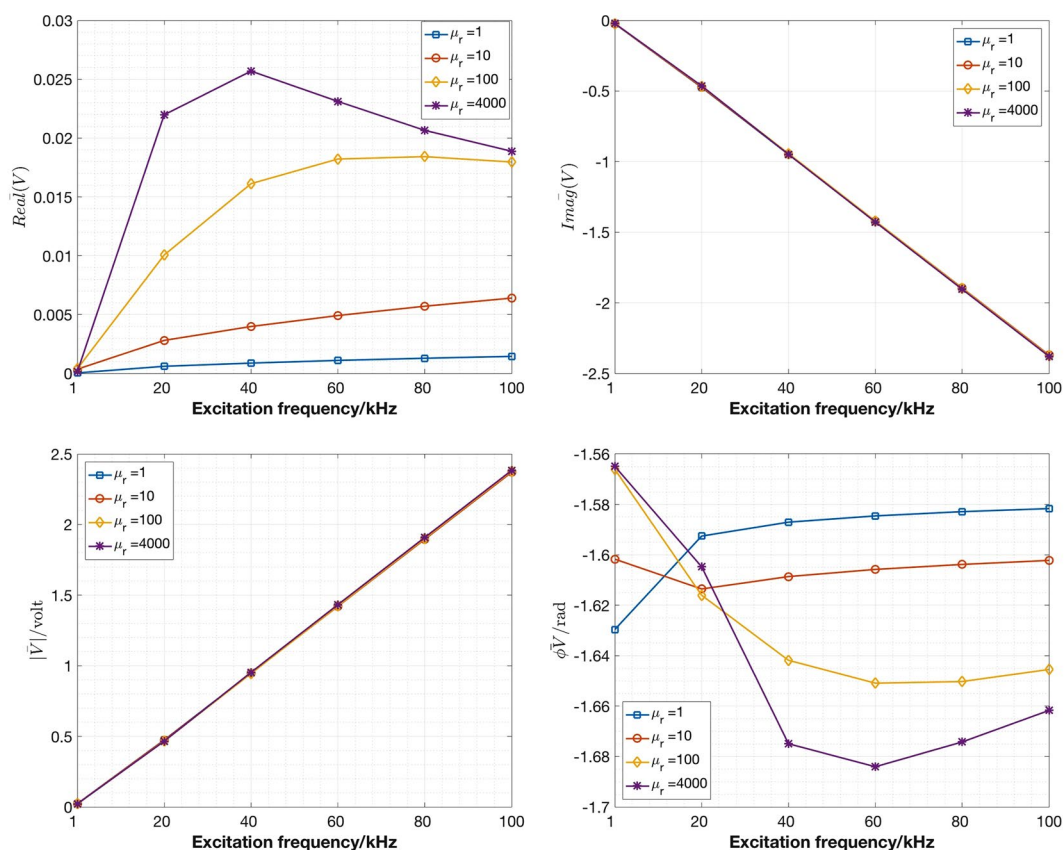 0.03
0.025
0.02
0.015
0.01
0.005
0
Real(V̄)
μr =1
μr =10
μr =100
μr =4000
1 20 40 60 80 100
Excitation frequency/kHz
0
-0.5
-1
-1.5
-2
-2.5
Imag(V̄)
μr =1
μr =10
μr =100
μr =4000
1 20 40 60 80 100
Excitation frequency/kHz
2.5
2
1.5
1
0.5
0
|V̄|/volt
μr =1
μr =10
μr =100
μr =4000
1 20 40 60 80 100
Excitation frequency/kHz
-1.56
-1.58
-1.6
-1.62
-1.64
-1.66
-1.68
-1.7
ϕV̄/rad
μr =1
μr =10
μr =100
μr =4000
1 20 40 60 80 100
Excitation frequency/kHz